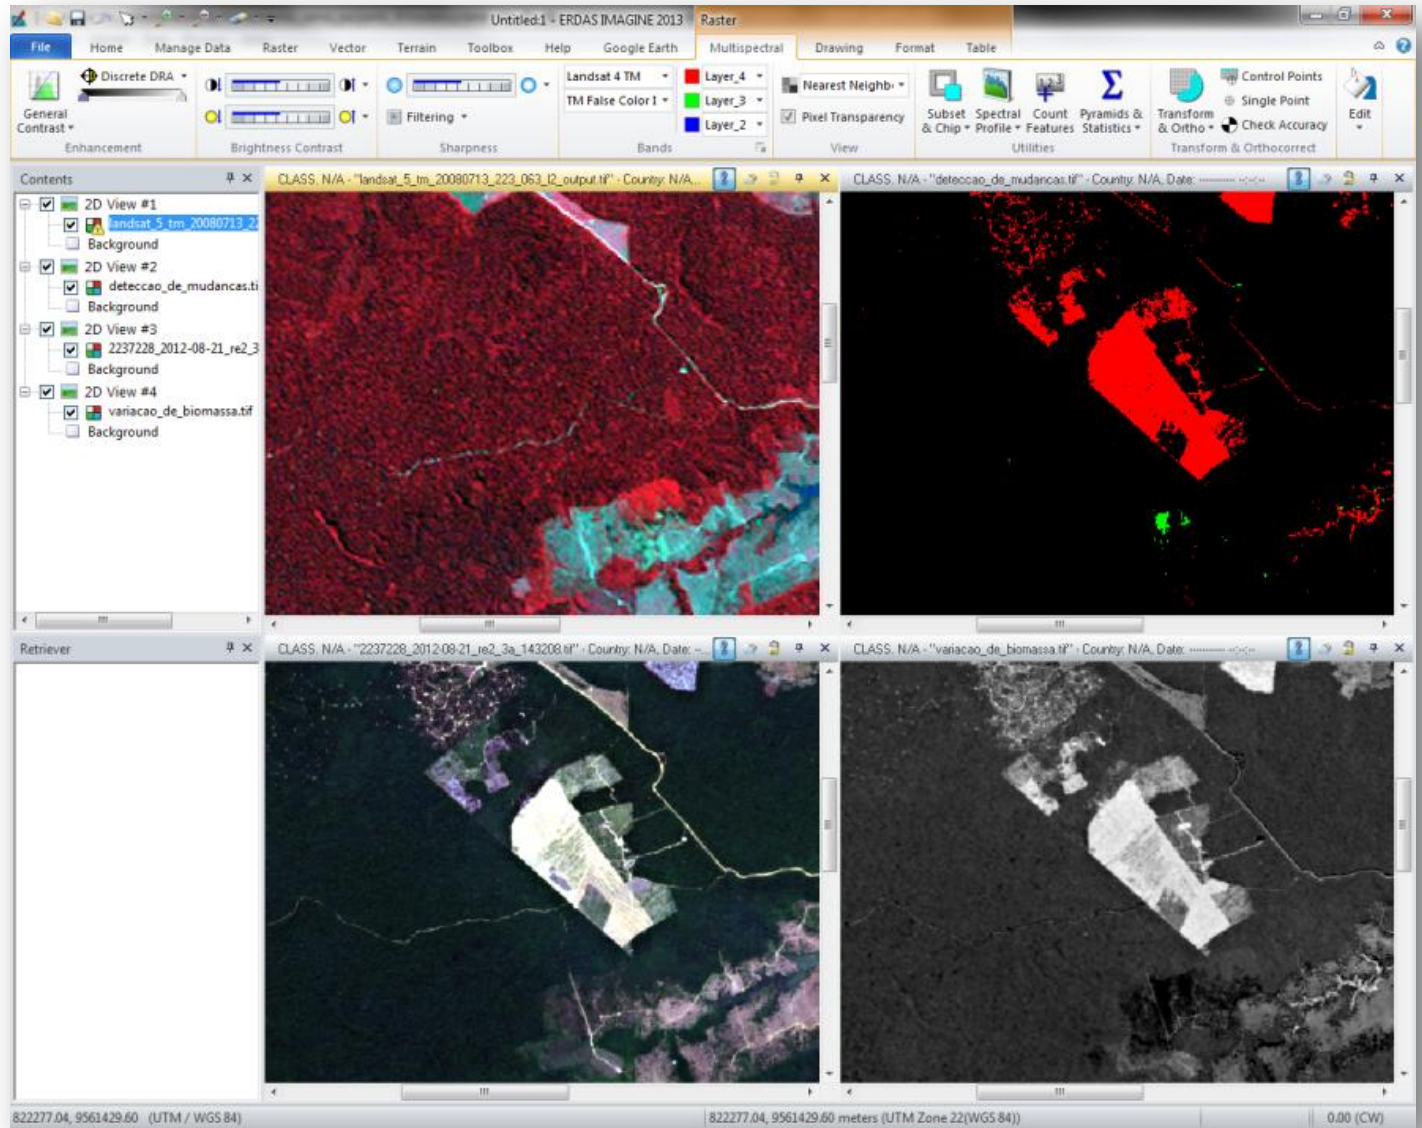 Untitled:1 - ERDAS IMAGINE 2013
Raster
File Home Manage Data Raster Vector Terrain Toolbox Help Google Earth Multispectral Drawing Format Table
General
Contrast
Discrete DRA
Filtering
Landsat 4 TM
TM False Color I
Layer_4
Layer_3
Layer_2
Nearest Neighb
Pixel Transparency
Subset
& Chip
Spectral
Profile
Count
Features
Pyramids &
Statistics
Transform
& Ortho
Control Points
Single Point
Check Accuracy
Edit
Enhancement Brightness Contrast Sharpness Bands View Utilities Transform & Orthocorrect
Contents
2D View #1
landsat_5_tm_20080713_22
Background
2D View #2
deteccao_de_mudancas.ti
Background
2D View #3
2237228_2012-08-21_re2_3
Background
2D View #4
variacao_de_biomassa.tif
Background
CLASS. N/A - "landsat_5_tm_20080713_223_063_l2_output.tif" - Country: N/A...
CLASS. N/A - "deteccao_de_mudancas.tif" - Country: N/A, Date:
Retriever
CLASS. N/A - "2237228_2012-08-21_re2_3a_143208.tif" - Country: N/A, Date: --...
CLASS. N/A - "variacao_de_biomassa.tif" - Country: N/A, Date:
822277.04, 9561429.60 (UTM / WGS 84)
822277.04, 9561429.60 meters (UTM Zone 22(WGS 84))
0.00 (CW)